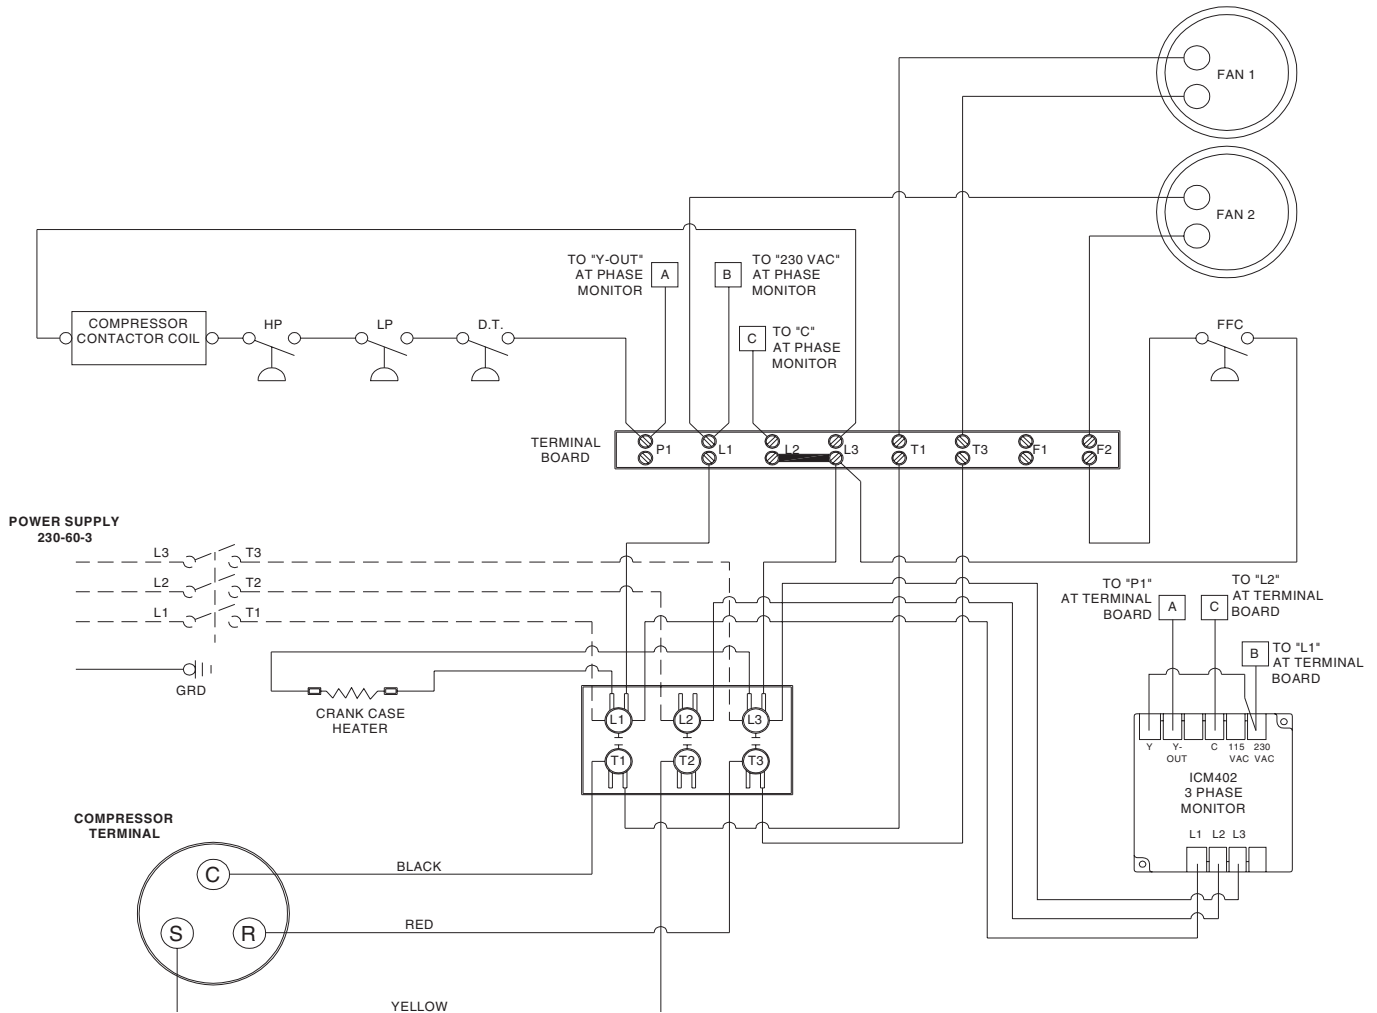 FAN 1
FAN 2
TO "Y-OUT"
AT PHASE
MONITOR
A
B
TO "230 VAC"
AT PHASE
MONITOR
C
TO "C"
AT PHASE
MONITOR
COMPRESSOR
CONTACTOR COIL
HP
LP
D.T.
FFC
TERMINAL
BOARD
P1
L1
L2
L3
T1
T3
F1
F2
POWER SUPPLY
230-60-3
L3
T3
L2
T2
L1
T1
GRD
CRANK CASE
HEATER
L1
L2
L3
T1
T2
T3
TO "P1"
AT TERMINAL
BOARD
A
C
TO "L2"
AT TERMINAL
BOARD
B
TO "L1"
AT TERMINAL
BOARD
Y
Y-
OUT
C
115
VAC
230
VAC
ICM402
3 PHASE
MONITOR
L1
L2
L3
COMPRESSOR
TERMINAL
C
S
R
BLACK
RED
YELLOW